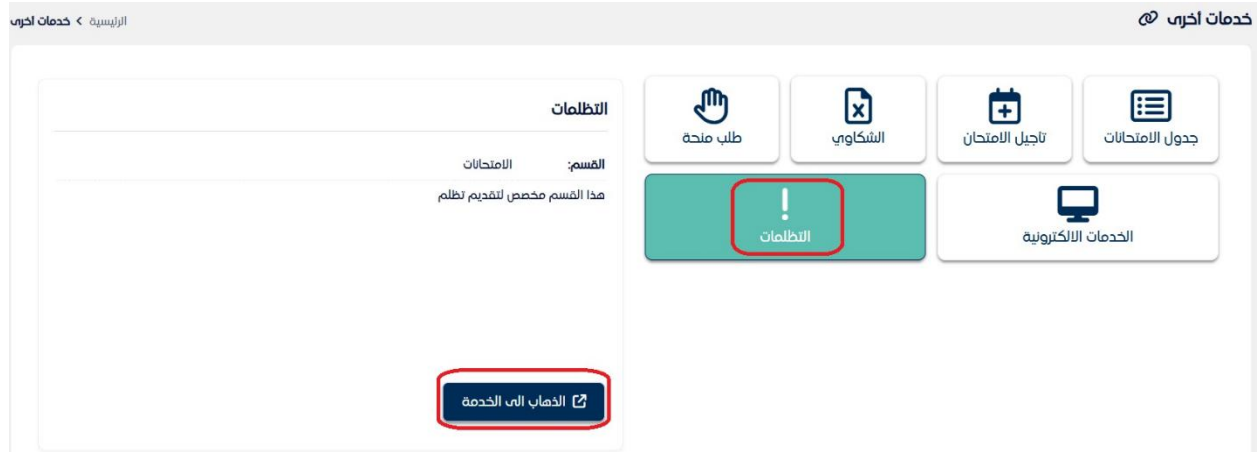 خدمات أخرى
الرئيسية > خدمات اخرى
جدول الامتحانات
تاجيل الامتحان
الشكاوي
طلب منحة
الخدمات الالكترونية
التظلمات
التظلمات
القسم: الامتحانات
هذا القسم مخصص لتقديم تظلم
الذهاب الى الخدمة